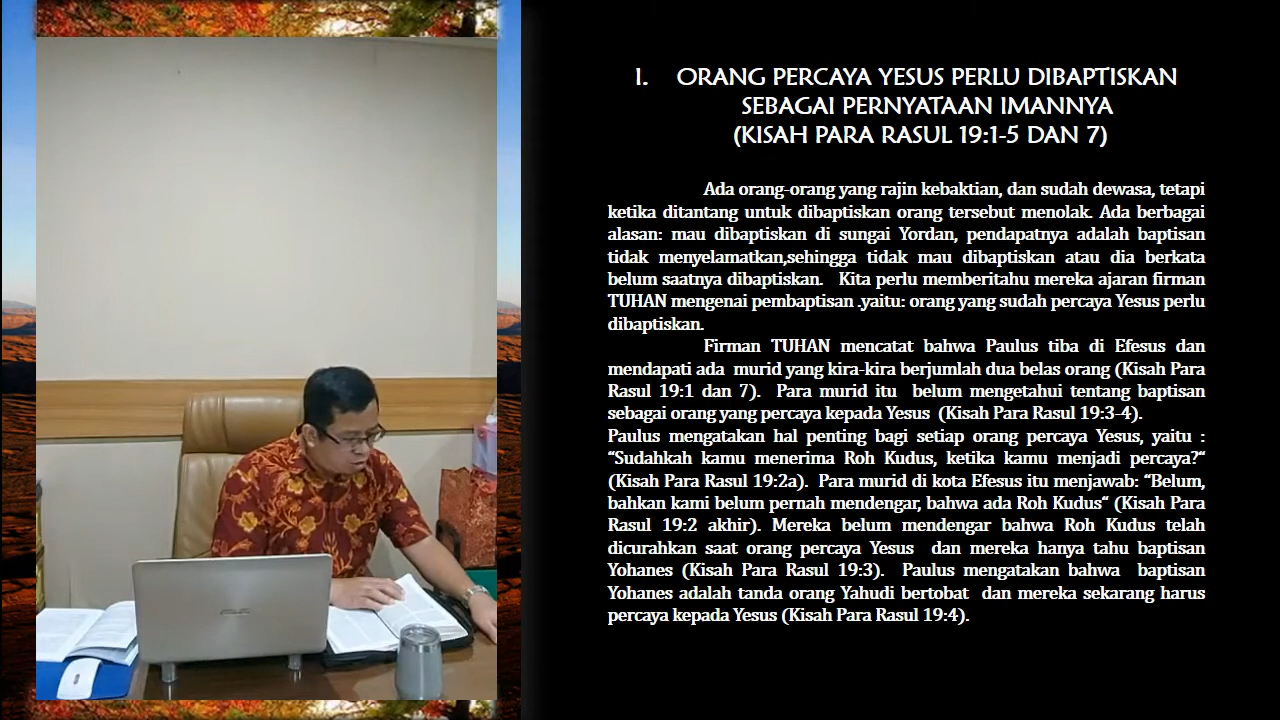 I. ORANG PERCAYA YESUS PERLU DIBAPTISKAN
SEBAGAI PERNYATAAN IMANNYA
(KISAH PARA RASUL 19:1-5 DAN 7)
Ada orang-orang yang rajin kebaktian, dan sudah dewasa, tetapi
ketika ditantang untuk dibaptiskan orang tersebut menolak. Ada berbagai
alasan: mau dibaptiskan di sungai Yordan, pendapatnya adalah baptisan
tidak menyelamatkan,sehingga tidak mau dibaptiskan atau dia berkata
belum saatnya dibaptiskan. Kita perlu memberitahu mereka ajaran firman
TUHAN mengenai pembaptisan .yaitu: orang yang sudah percaya Yesus perlu
dibaptiskan.
Firman TUHAN mencatat bahwa Paulus tiba di Efesus dan
mendapati ada murid yang kira-kira berjumlah dua belas orang (Kisah Para
Rasul 19:1 dan 7). Para murid itu belum mengetahui tentang baptisan
sebagai orang yang percaya kepada Yesus (Kisah Para Rasul 19:3-4).
Paulus mengatakan hal penting bagi setiap orang percaya Yesus, yaitu :
“Sudahkah kamu menerima Roh Kudus, ketika kamu menjadi percaya?“
(Kisah Para Rasul 19:2a). Para murid di kota Efesus itu menjawab: “Belum,
bahkan kami belum pernah mendengar, bahwa ada Roh Kudus“ (Kisah Para
Rasul 19:2 akhir). Mereka belum mendengar bahwa Roh Kudus telah
dicurahkan saat orang percaya Yesus dan mereka hanya tahu baptisan
Yohanes (Kisah Para Rasul 19:3). Paulus mengatakan bahwa baptisan
Yohanes adalah tanda orang Yahudi bertobat dan mereka sekarang harus
percaya kepada Yesus (Kisah Para Rasul 19:4).
ASUS